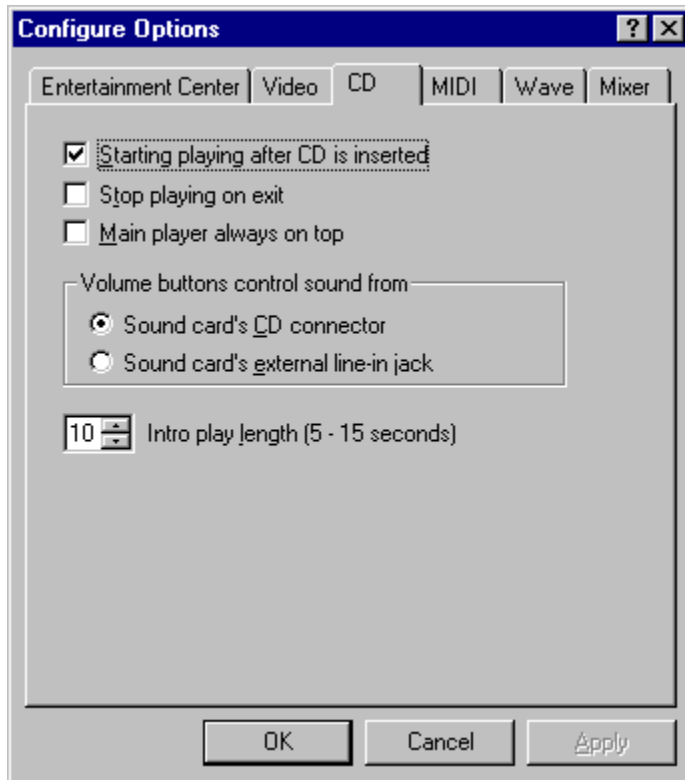 Configure Options
Entertainment Center Video CD MIDI Wave Mixer
Starting playing after CD is inserted
Stop playing on exit
Main player always on top
Volume buttons control sound from
Sound card's CD connector
Sound card's external line-in jack
10 Intro play length (5 - 15 seconds)
OK Cancel Apply